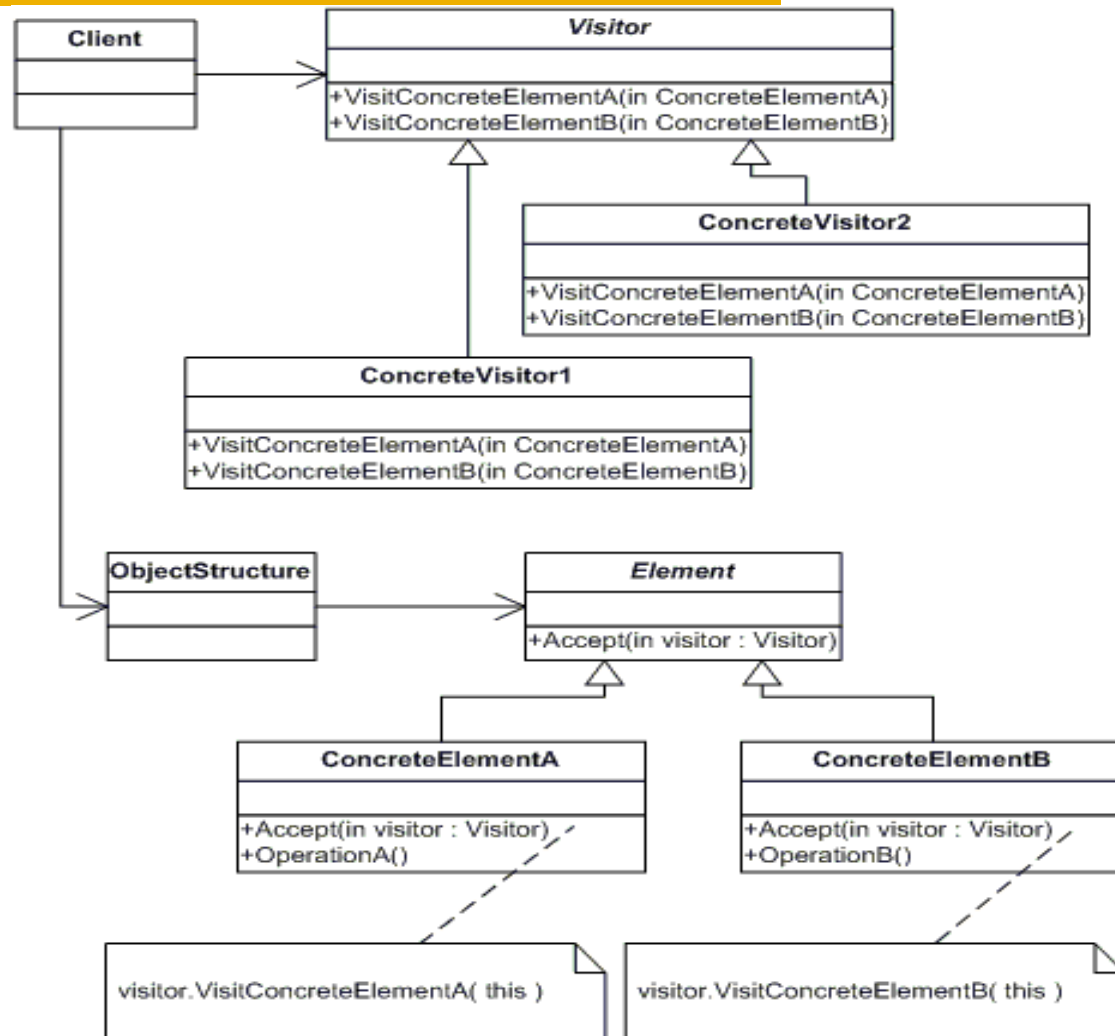 Client
Visitor
+VisitConcreteElementA(in ConcreteElementA)
+VisitConcreteElementB(in ConcreteElementB)
ConcreteVisitor2
+VisitConcreteElementA(in ConcreteElementA)
+VisitConcreteElementB(in ConcreteElementB)
ConcreteVisitor1
+VisitConcreteElementA(in ConcreteElementA)
+VisitConcreteElementB(in ConcreteElementB)
ObjectStructure
Element
+Accept(in visitor : Visitor)
ConcreteElementA
+Accept(in visitor : Visitor)
+OperationA()
ConcreteElementB
+Accept(in visitor : Visitor)
+OperationB()
visitor.VisitConcreteElementA( this )
visitor.VisitConcreteElementB( this )